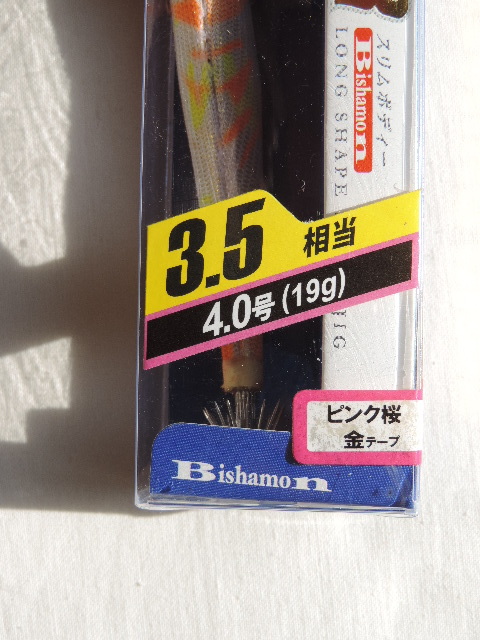 スリムボディー
Bishamon
LONG SHAPE
JIG
3.5 相当
4.0号(19g)
ピンク桜
金テープ
Bishamon